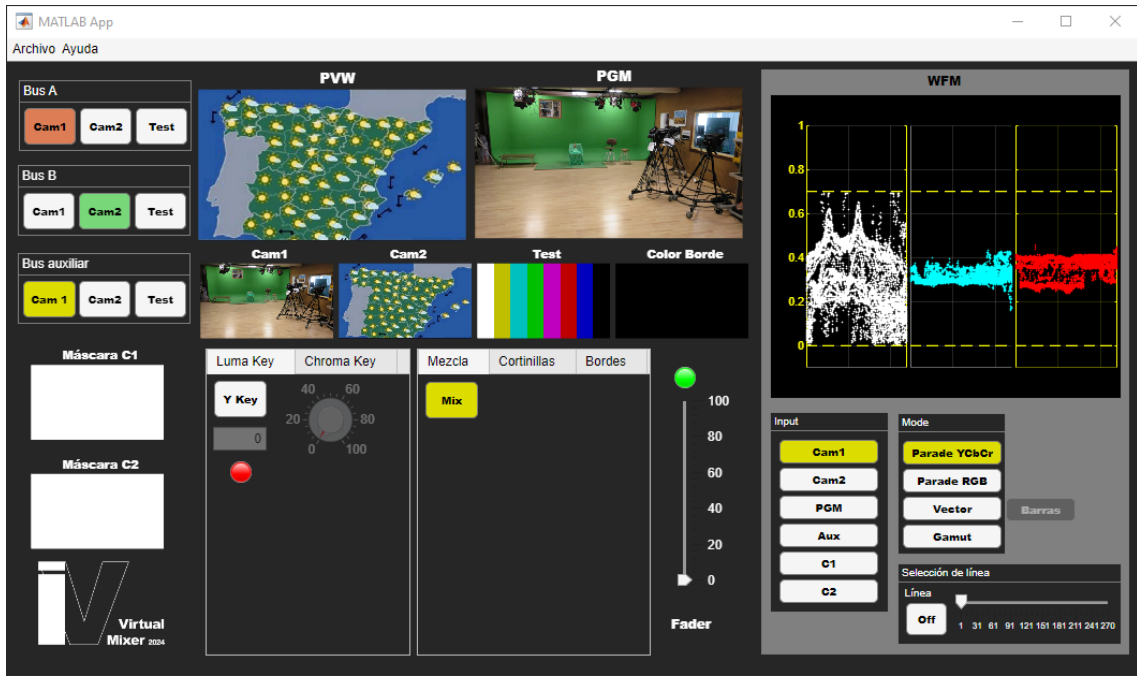 MATLAB App
Archivo Ayuda
Bus A
Cam1 Cam2 Test
Bus B
Cam1 Cam2 Test
Bus auxiliar
Cam 1 Cam2 Test
PVW
PGM
Cam1
Cam2
Test
Color Borde
Máscara C1
Máscara C2
iV
Virtual
Mixer 2024
Luma Key Chroma Key
Y Key
0
0 20 40 60 80 100
Mezcla Cortinillas Bordes
Mix
100
80
60
40
20
0
Fader
WFM
1
0.8
0.6
0.4
0.2
0
Input
Cam1
Cam2
PGM
Aux
C1
C2
Mode
Parade YCbCr
Parade RGB
Vector
Barras
Gamut
Selección de línea
Línea
Off
1 31 61 91 121 151 181 211 241 270